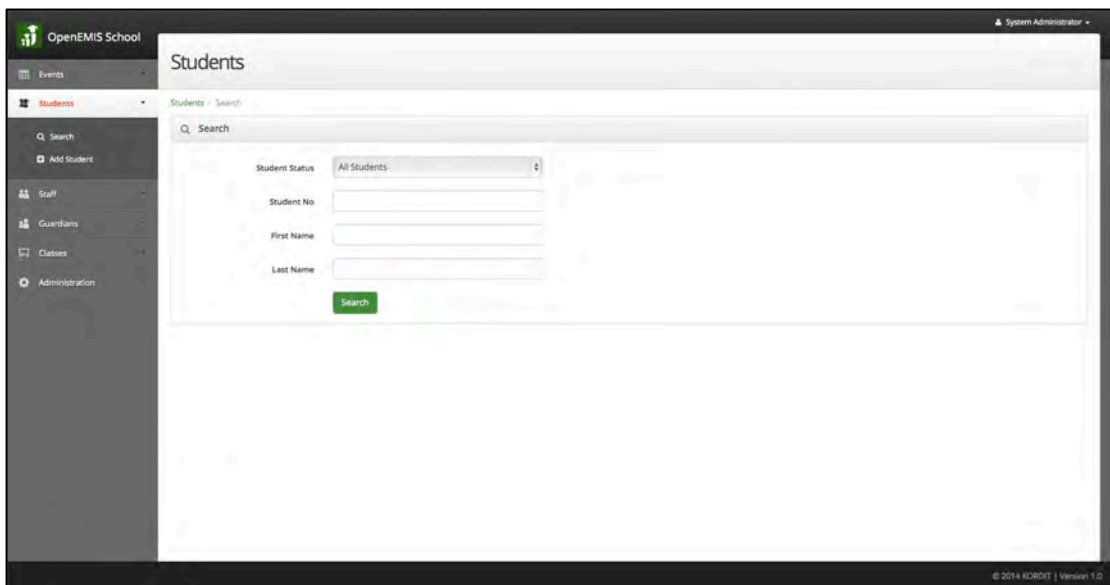 System Administrator
OpenEMIS School
Students
Events
Students
Students / Search
Search
Search
Add Student
Student Status
All Students
Student No
First Name
Last Name
Search
Staff
Guardians
Classes
Administration
© 2014 KORDIT | Version 1.0